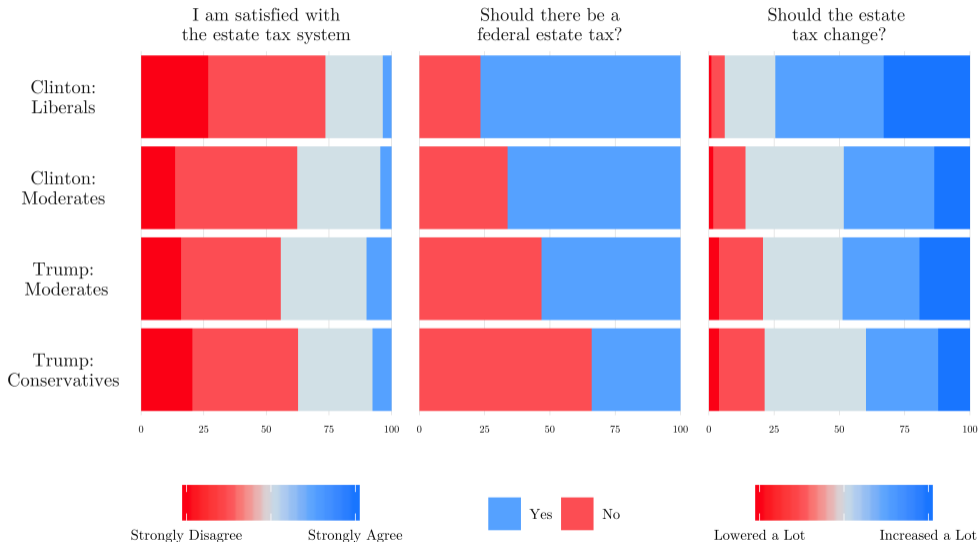 I am satisfied with
the estate tax system
Should there be a
federal estate tax?
Should the estate
tax change?
Clinton:
Liberals
Clinton:
Moderates
Trump:
Moderates
Trump:
Conservatives
0 25 50 75 100
0 25 50 75 100
0 25 50 75 100
Strongly Disagree Strongly Agree
Yes No
Lowered a Lot Increased a Lot